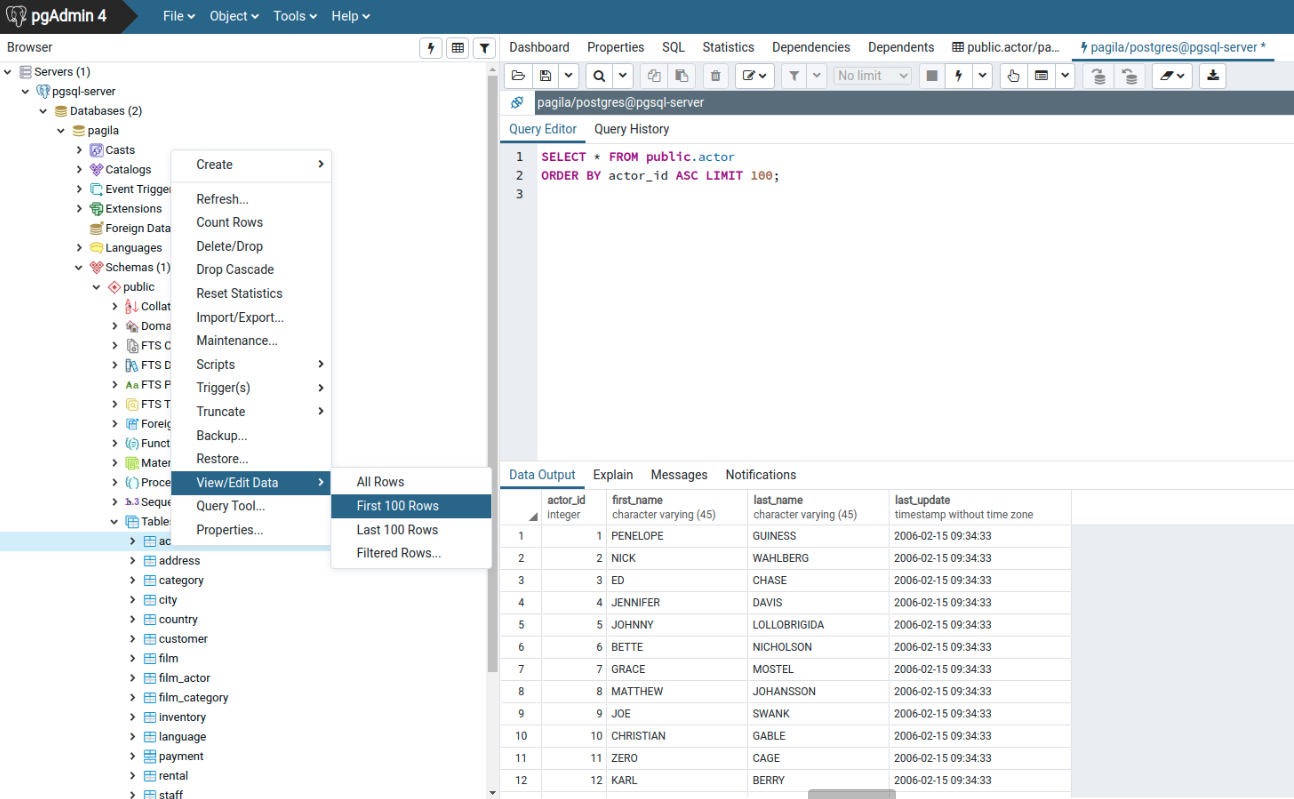 pgAdmin 4
File Object Tools Help
Browser
Dashboard Properties SQL Statistics Dependencies Dependents public.actor/pa... pagila/postgres@pgsql-server *
No limit
pagila/postgres@pgsql-server
Query Editor Query History
1 SELECT * FROM public.actor
2 ORDER BY actor_id ASC LIMIT 100;
3
Servers (1)
pgsql-server
Databases (2)
pagila
Casts
Catalogs
Event Trigge
Extensions
Foreign Data
Languages
Schemas (1)
public
Collat
Doma
FTS C
FTS D
Aa FTS P
FTS T
Foreig
Funct
Mater
Proce
1..3 Seque
Table
ac
address
category
city
country
customer
film
film_actor
film_category
inventory
language
payment
rental
staff
Create
Refresh...
Count Rows
Delete/Drop
Drop Cascade
Reset Statistics
Import/Export...
Maintenance...
Scripts
Trigger(s)
Truncate
Backup...
Restore...
View/Edit Data
Query Tool...
Properties...
All Rows
First 100 Rows
Last 100 Rows
Filtered Rows...
Data Output Explain Messages Notifications
actor_id first_name last_name last_update
integer character varying (45) character varying (45) timestamp without time zone
1 1 PENELOPE GUINESS 2006-02-15 09:34:33
2 2 NICK WAHLBERG 2006-02-15 09:34:33
3 3 ED CHASE 2006-02-15 09:34:33
4 4 JENNIFER DAVIS 2006-02-15 09:34:33
5 5 JOHNNY LOLLOBRIGIDA 2006-02-15 09:34:33
6 6 BETTE NICHOLSON 2006-02-15 09:34:33
7 7 GRACE MOSTEL 2006-02-15 09:34:33
8 8 MATTHEW JOHANSSON 2006-02-15 09:34:33
9 9 JOE SWANK 2006-02-15 09:34:33
10 10 CHRISTIAN GABLE 2006-02-15 09:34:33
11 11 ZERO CAGE 2006-02-15 09:34:33
12 12 KARL BERRY 2006-02-15 09:34:33